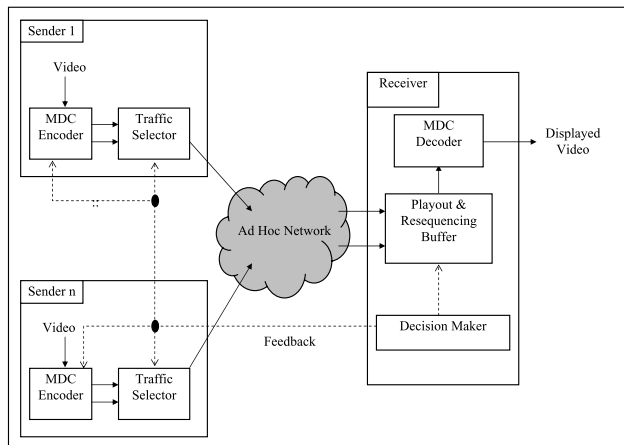 Sender 1
Video
MDC
Encoder
Traffic
Selector
Receiver
MDC
Decoder
Displayed
Video
Playout &
Resequencing
Buffer
Ad Hoc Network
Sender n
Video
MDC
Encoder
Traffic
Selector
Feedback
Decision Maker